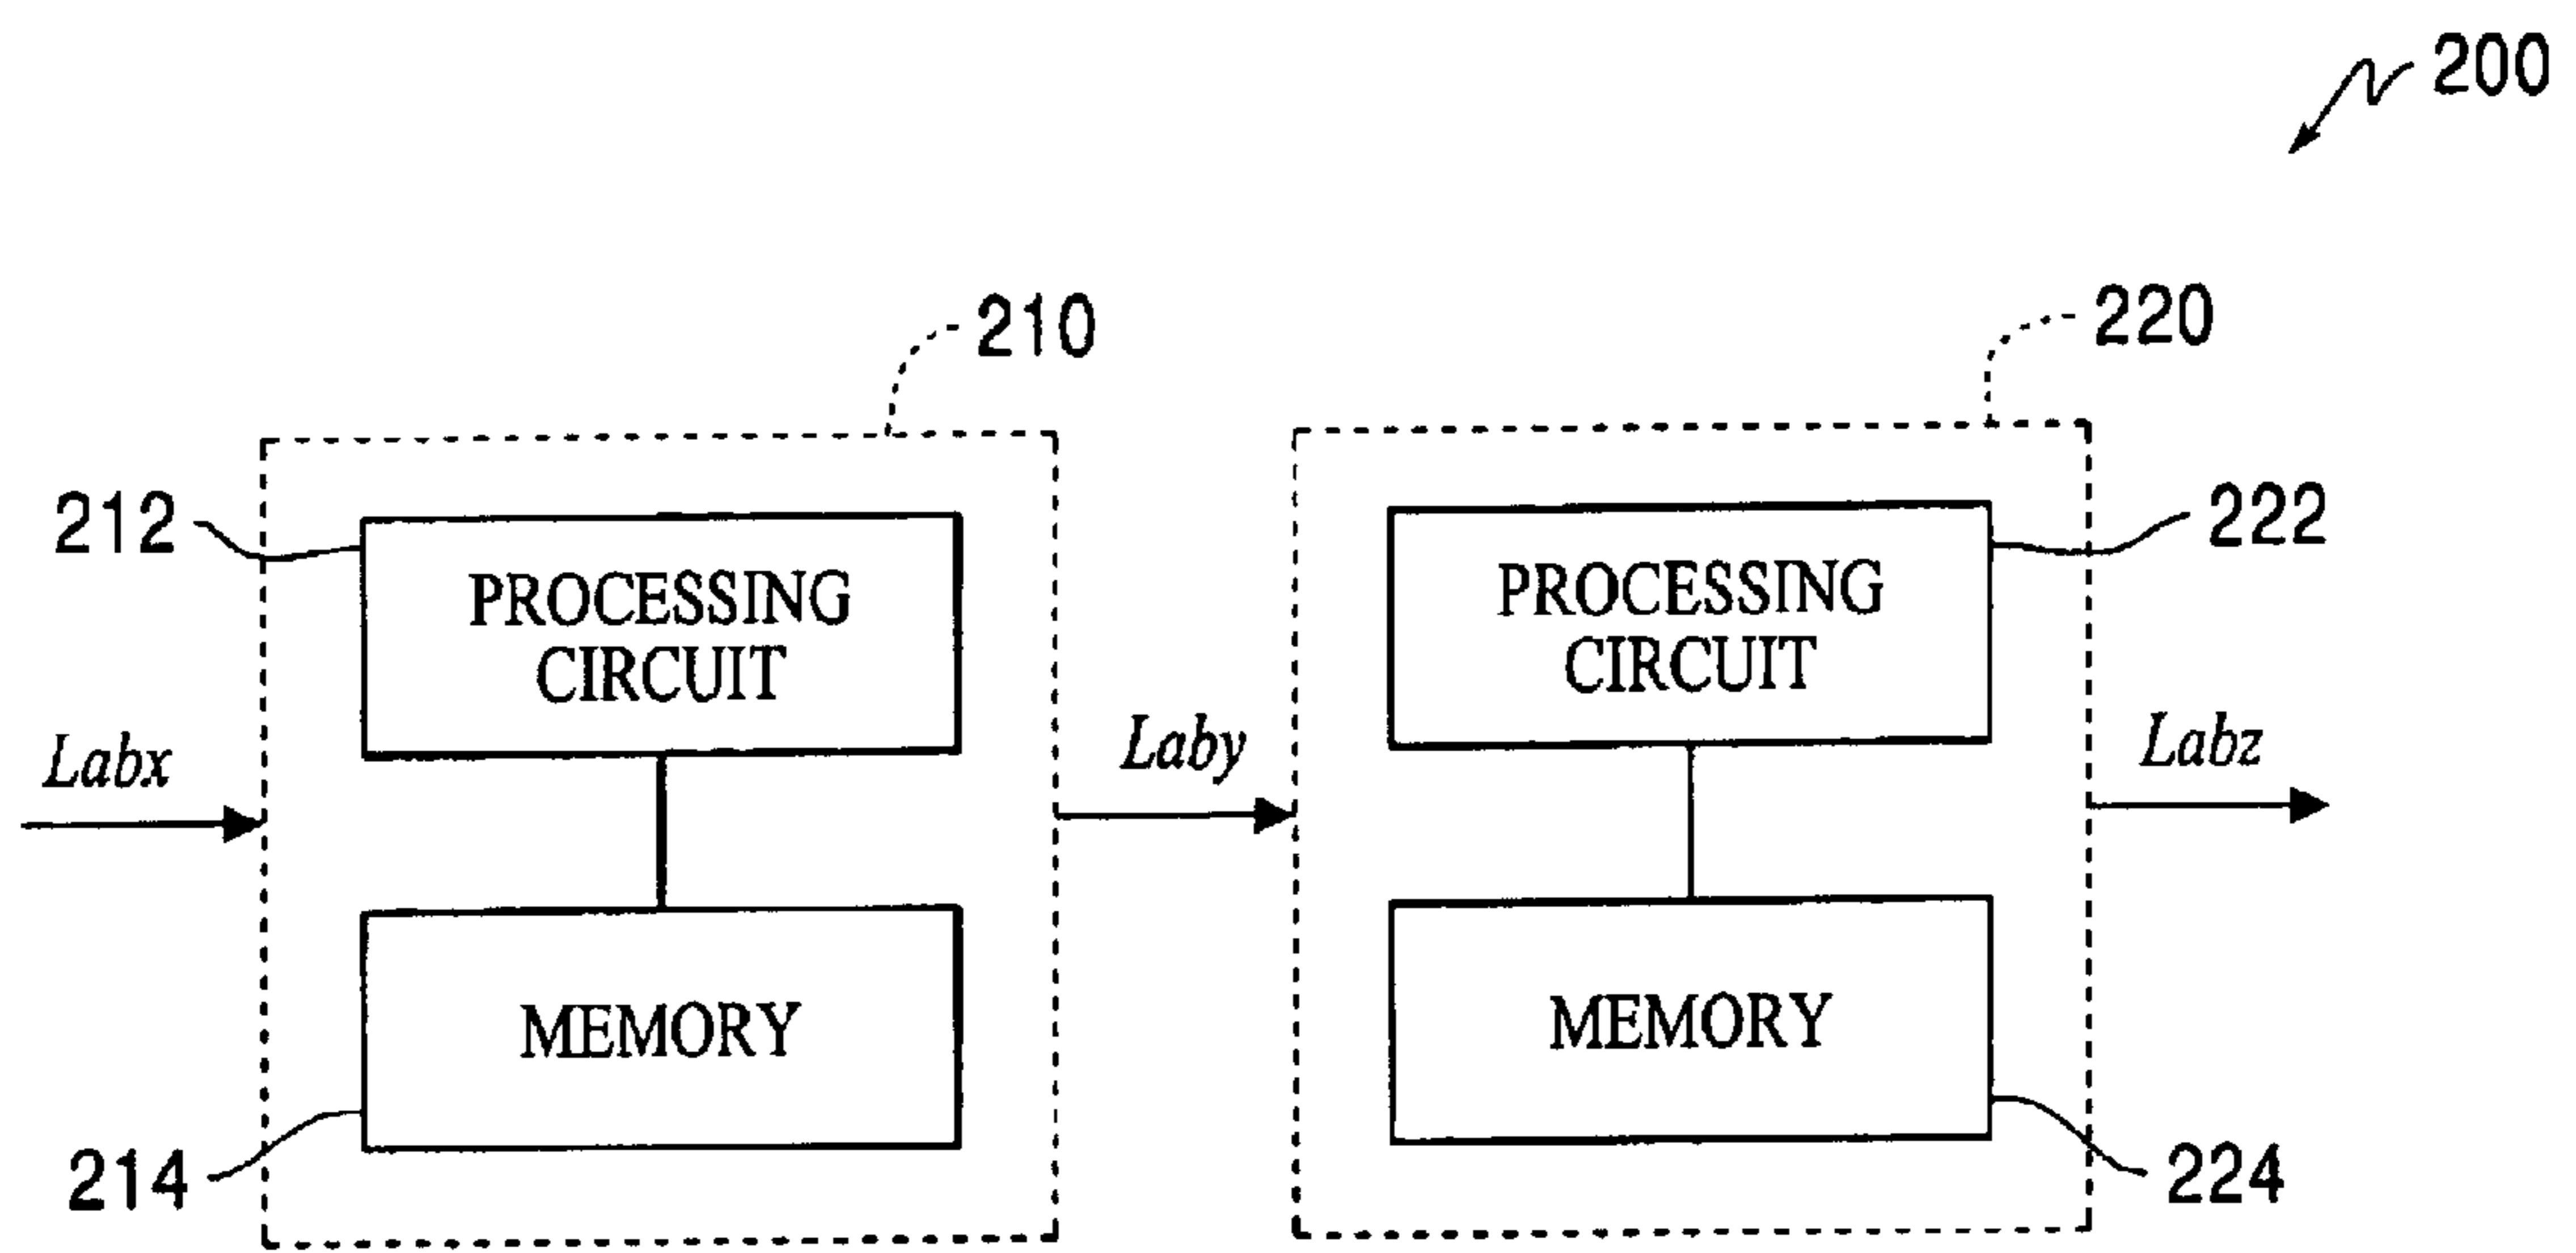 200
210
220
212
222
PROCESSING
CIRCUIT
PROCESSING
CIRCUIT
Labx
Laby
Labz
MEMORY
MEMORY
214
224